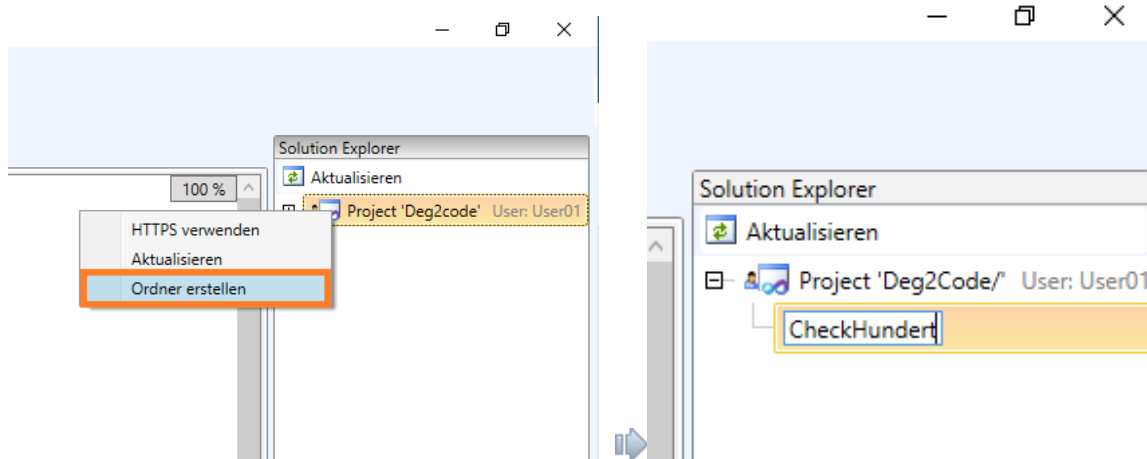 Solution Explorer
Aktualisieren
100 %
Project 'Deg2code' User: User01
HTTPS verwenden
Aktualisieren
Ordner erstellen
Solution Explorer
Aktualisieren
Project 'Deg2Code/' User: User01
CheckHundert